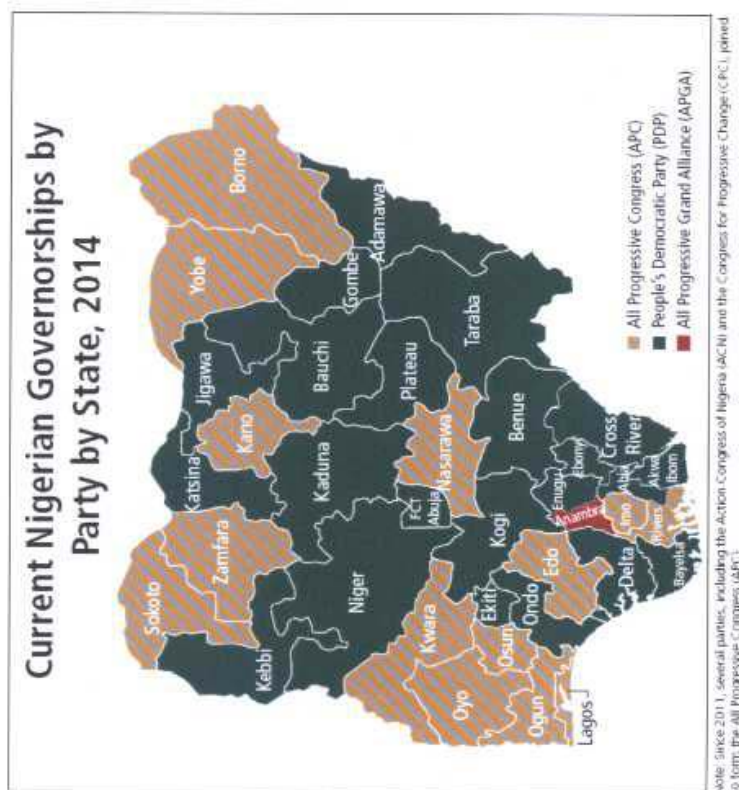 Current Nigerian Governorships by
Party by State, 2014
Sokoto
Zamfara
Kebbi
Katsina
Kano
Jigawa
Yobe
Borno
Niger
Kaduna
Bauchi
Gombe
Adamawa
FCT
Abuja
Nasarawa
Plateau
Taraba
Kwara
Oyo
Osun
Ogun
Lagos
Ekiti
Ondo
Edo
Kogi
Benue
Enugu
Ebonyi
Anambra
Imo
Abia
Cross
River
Akwa
Ibom
Rivers
Delta
Bayelsa
All Progressive Congress (APC)
People's Democratic Party (PDP)
All Progressive Grand Alliance (APGA)
Note: Since 2011, several parties, including the Action Congress of Nigeria (ACN) and the Congress for Progressive Change (CPC), joined
to form the All Progressive Congress (APC).